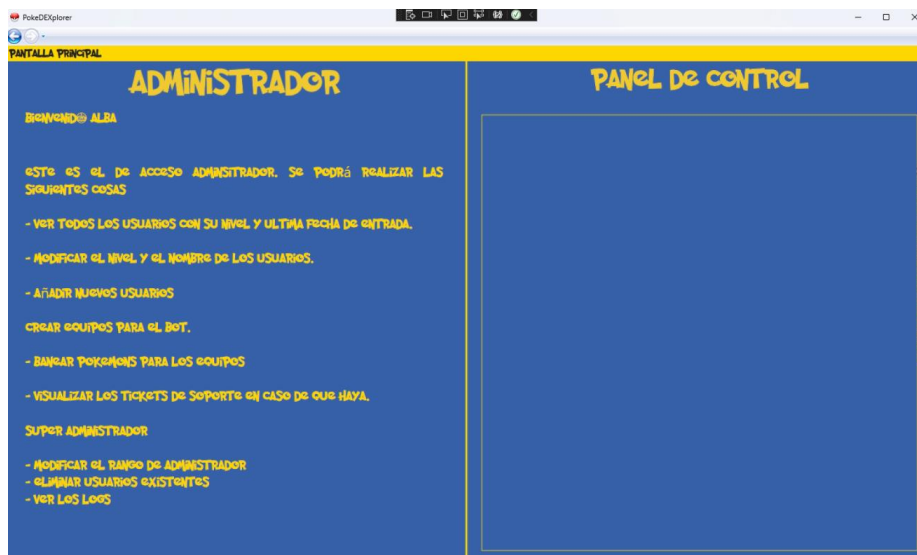 PokeDEXplorer
PANTALLA PRINCIPAL
ADMINISTRADOR
BIENVENID@ ALBA
ESTE ES EL DE ACCESO ADMINSITRADOR. SE PODRÁ REALIZAR LAS
SIGUIENTES COSAS
- VER TODOS LOS USUARIOS CON SU NIVEL Y ULTIMA FECHA DE ENTRADA.
- MODIFICAR EL NIVEL Y EL NOMBRE DE LOS USUARIOS.
- AÑADIR NUEVOS USUARIOS
CREAR EQUIPOS PARA EL BOT.
- BANEAR POKEMONS PARA LOS EQUIPOS
- VISUALIZAR LOS TICKETS DE SOPORTE EN CASO DE QUE HAYA.
SUPER ADMINISTRADOR
- MODIFICAR EL RANGO DE ADMINISTRADOR
- ELIMINAR USUARIOS EXISTENTES
- VER LOS LOGS
PANEL DE CONTROL